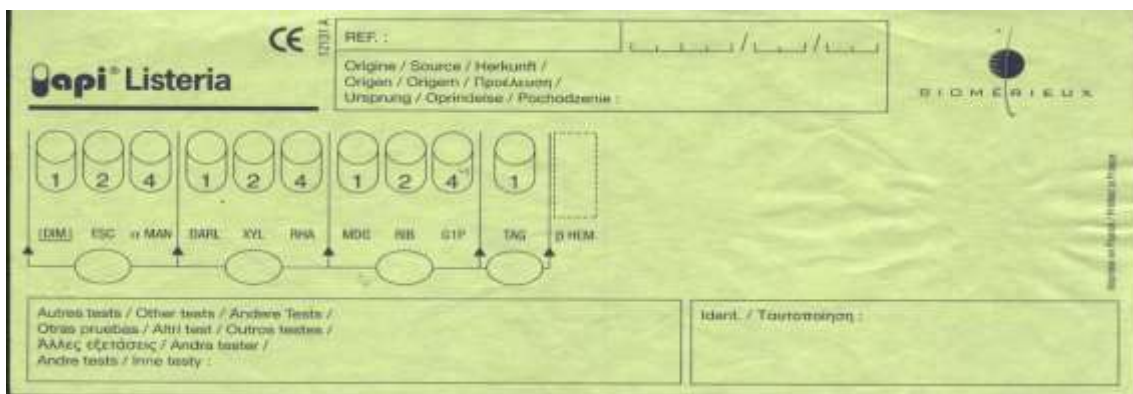 CE
12131 A
REF. :
api® Listeria
Origine / Source / Herkunft /
Origen / Origem / Προέλευση /
Ursprung / Oprindelse / Pochodzenie :
BIOMÉRIEUX
1 2 4 1 2 4 1 2 4 1
(DIM.) ESC α MAN DARL XYL RHA MDG RIB G1P TAG β HEM.
Autres tests / Other tests / Andere Tests /
Otras pruebas / Altri test / Outros testes /
Άλλες εξετάσεις / Andra tester /
Andre tests / Inne testy :
Ident. / Ταυτοποίηση :